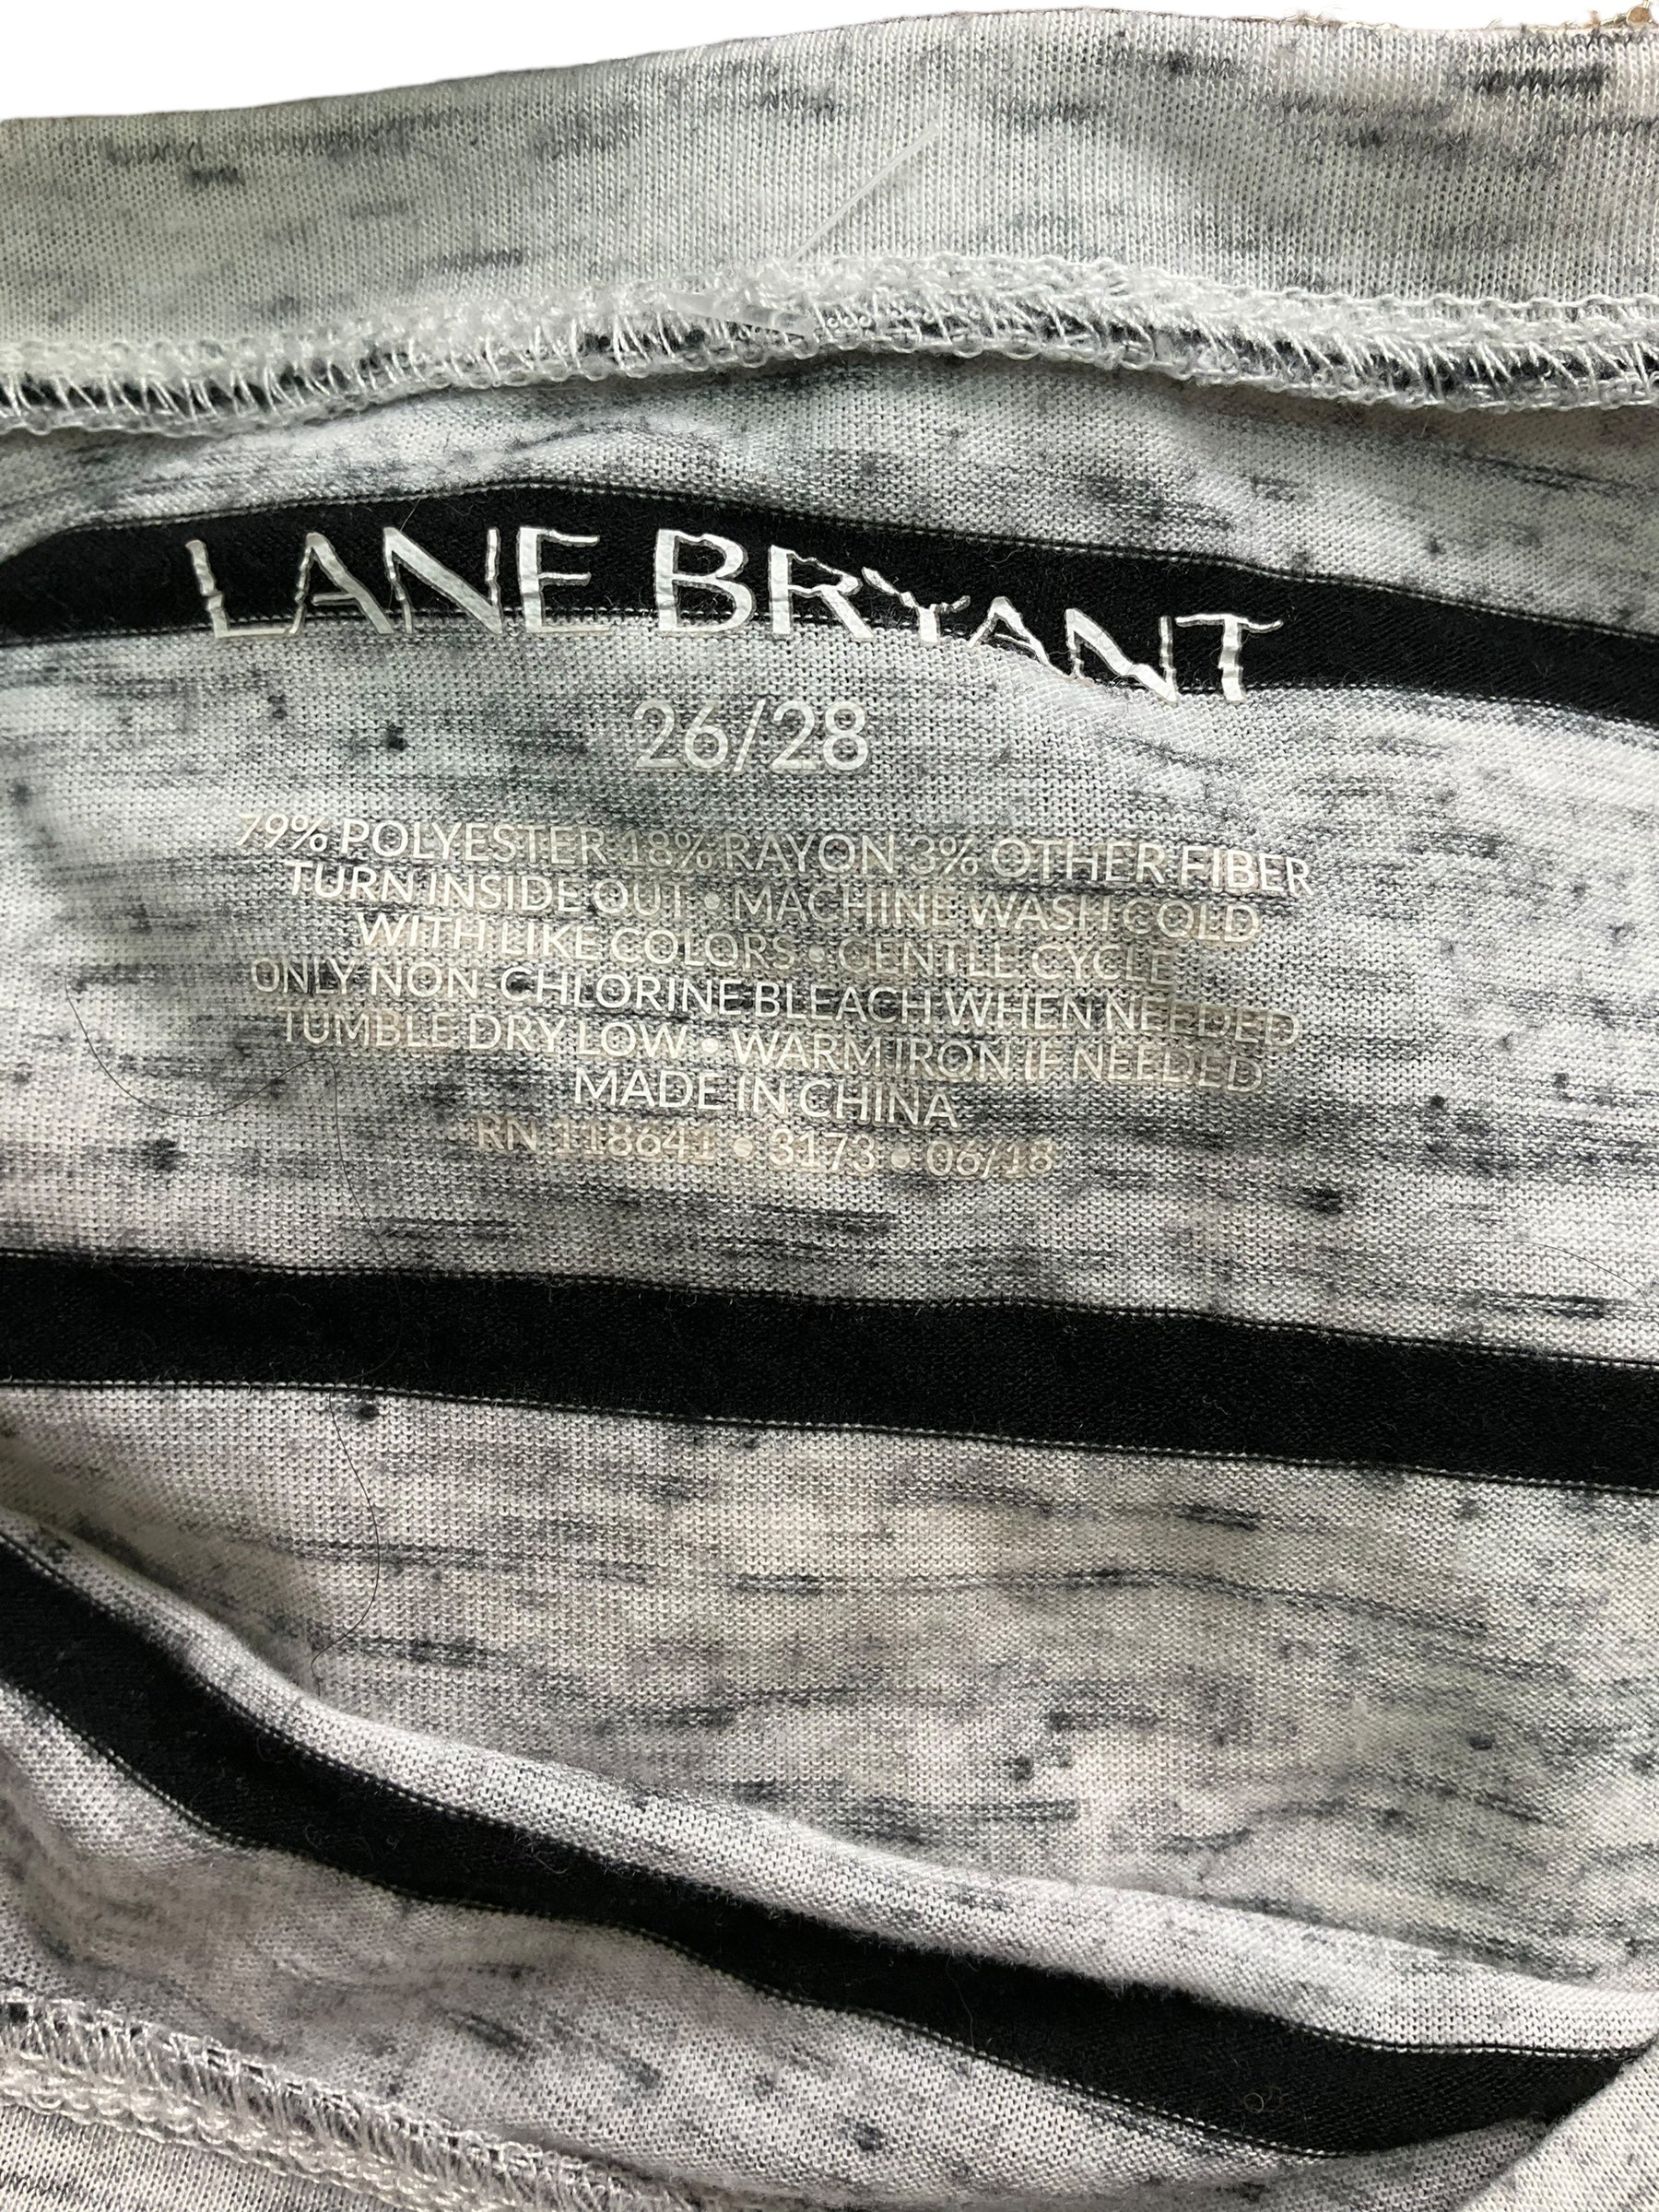 LANE BRYANT
26/28
79% POLYESTER 18% RAYON 3% OTHER FIBER
TURN INSIDE OUT • MACHINE WASH COLD
WITH LIKE COLORS • GENTLE CYCLE
ONLY NON-CHLORINE BLEACH WHEN NEEDED
TUMBLE DRY LOW • WARM IRON IF NEEDED
MADE IN CHINA
RN 118641 • 3173 • 06/18